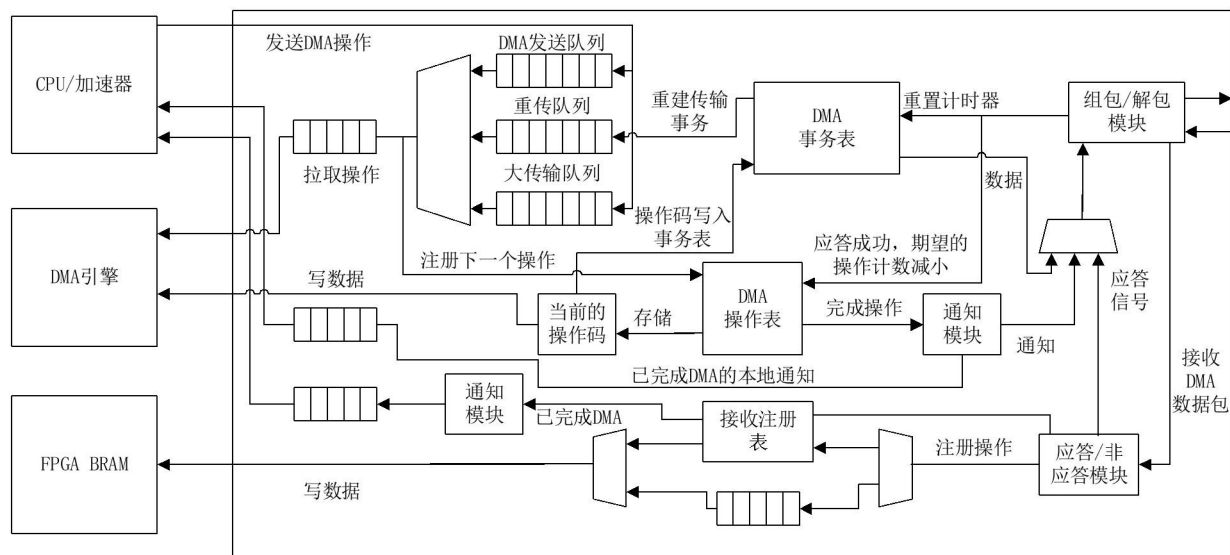 发送DMA操作
DMA发送队列
CPU/加速器
重传队列
重建传输
事务
DMA
事务表
重置计时器
组包/解包
模块
拉取操作
大传输队列
数据
操作码写入
事务表
DMA引擎
注册下一个操作
应答成功，期望的
操作计数减小
应答
信号
写数据
当前的
操作码
存储
DMA
操作表
完成操作
通知
模块
通知
接收
DMA
数据包
已完成DMA的本地通知
通知
模块
已完成DMA
接收注册
表
注册操作
应答/非
应答模块
FPGA BRAM
写数据